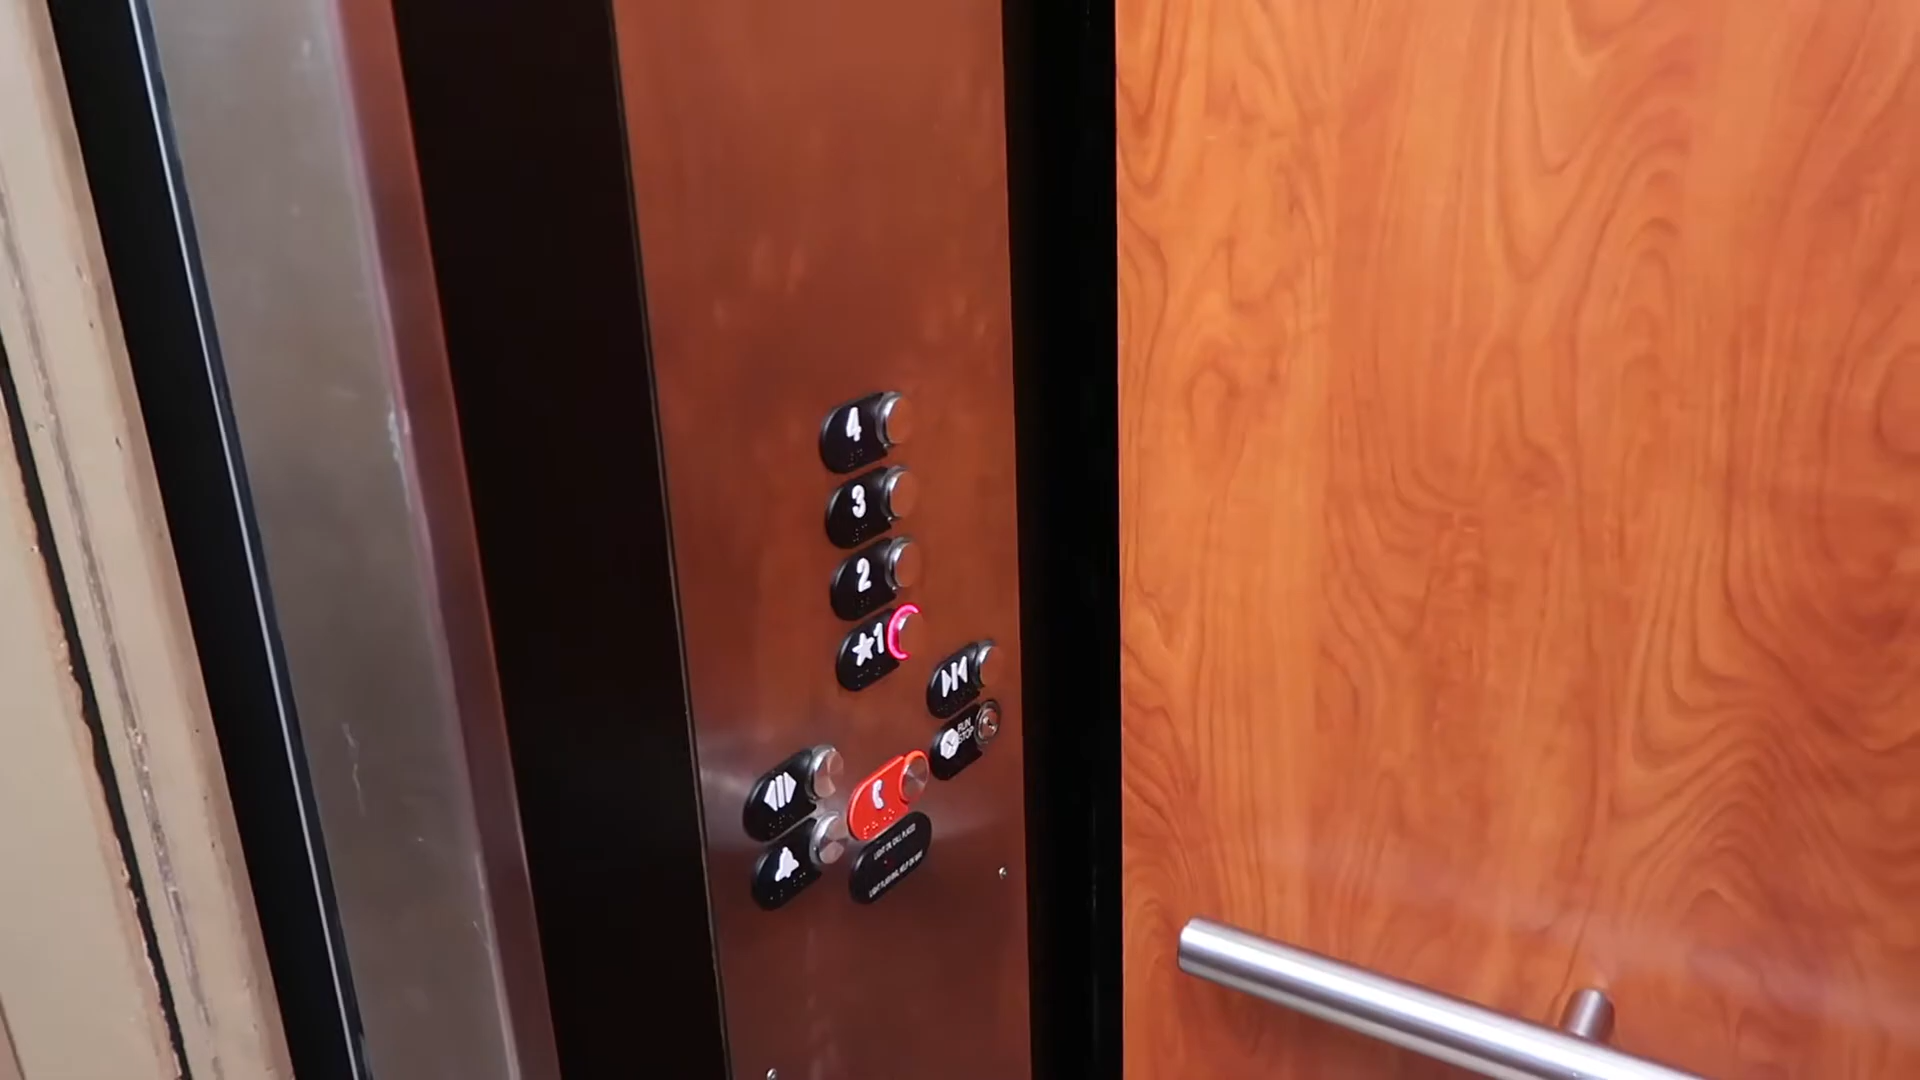 4
3
2
★1
RUN
STOP
LIGHT ON, CALL PLACED
LIGHT FLASHING, HELP ON WAY